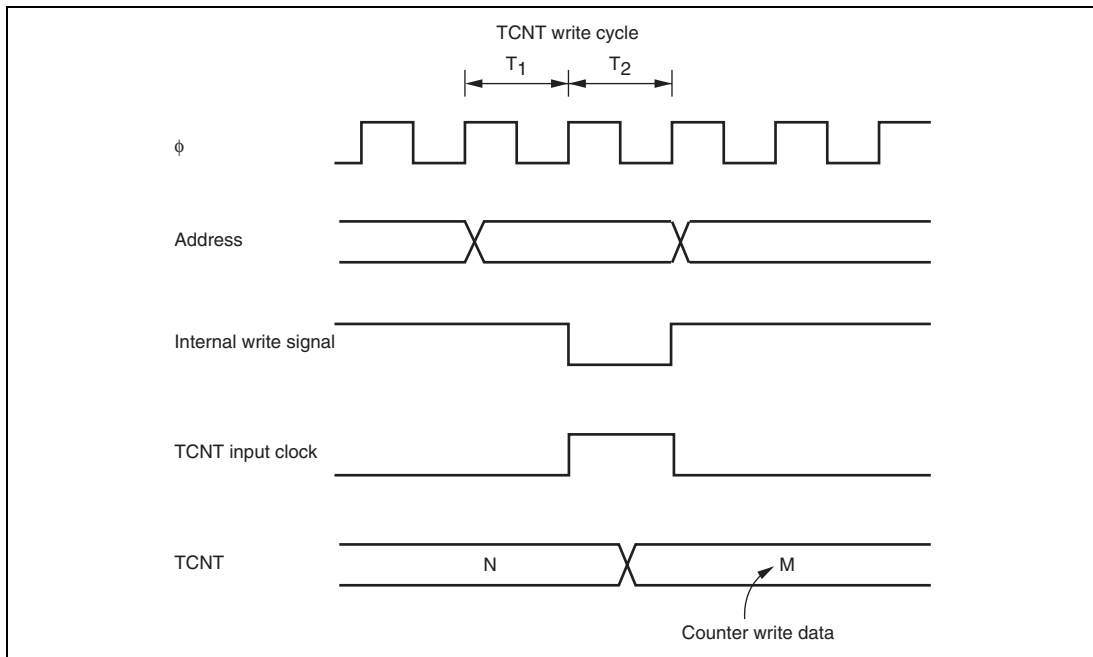 TCNT write cycle
T1 T2
ϕ
Address
Internal write signal
TCNT input clock
TCNT N M
Counter write data